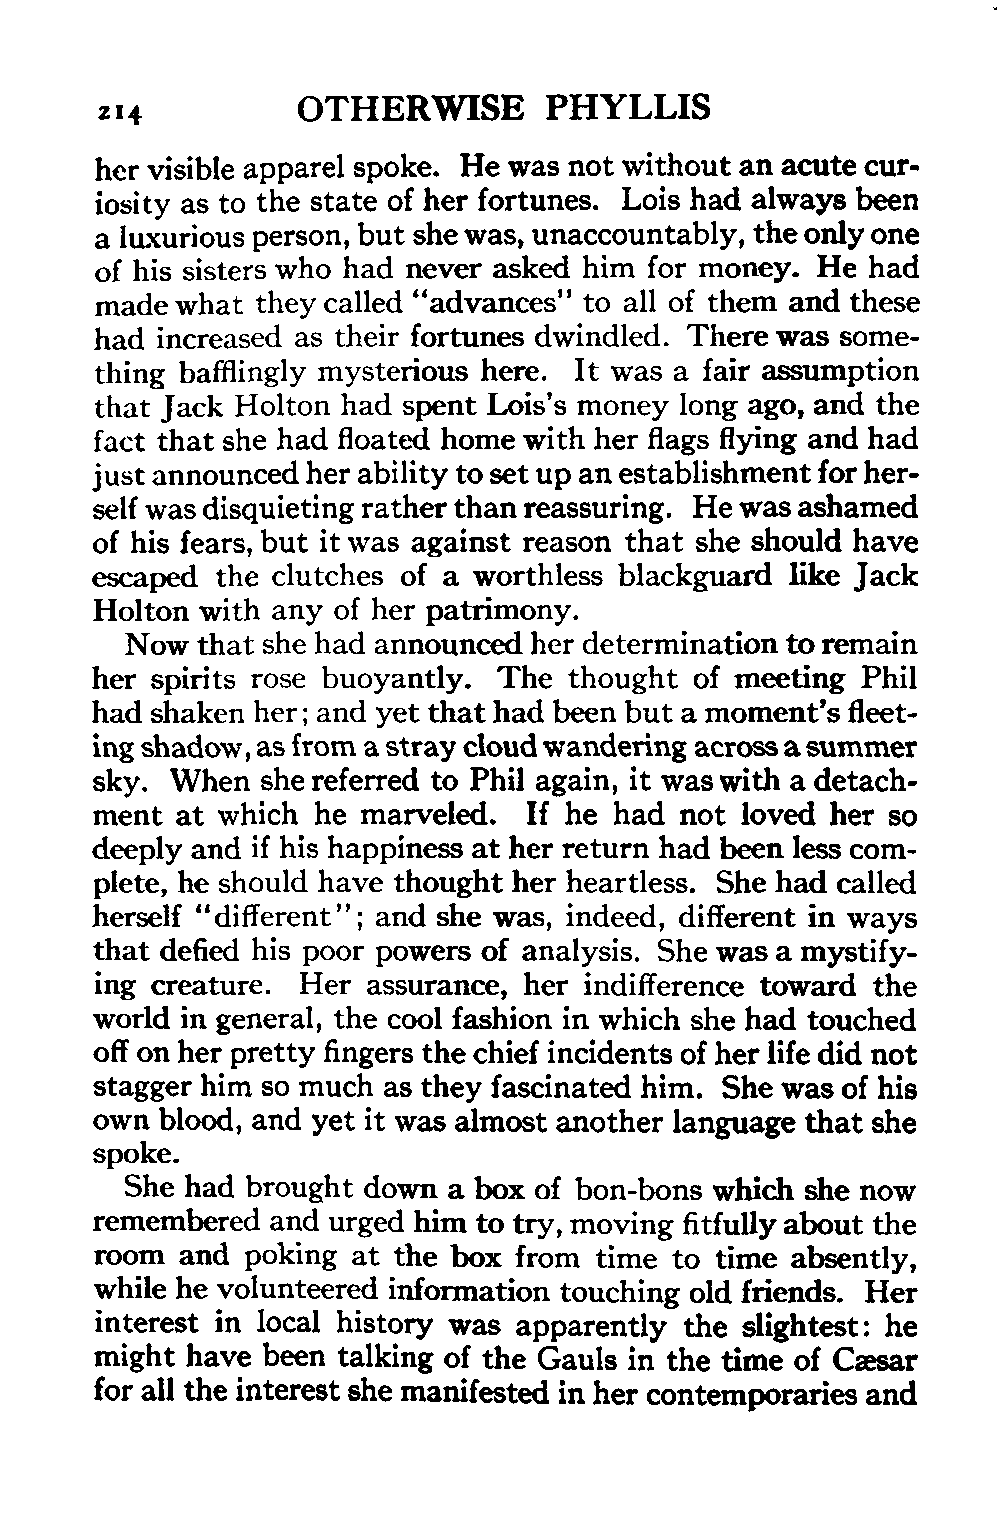 214 OTHERWISE PHYLLIS
her visible apparel spoke. He was not without an acute cur-
iosity as to the state of her fortunes. Lois had always been
a luxurious person, but she was, unaccountably, the only one
of his sisters who had never asked him for money. He had
made what they called "advances" to all of them and these
had increased as their fortunes dwindled. There was some-
thing bafflingly mysterious here. It was a fair assumption
that Jack Holton had spent Lois's money long ago, and the
fact that she had floated home with her flags flying and had
just announced her ability to set up an establishment for her-
self was disquieting rather than reassuring. He was ashamed
of his fears, but it was against reason that she should have
escaped the clutches of a worthless blackguard like Jack
Holton with any of her patrimony.
Now that she had announced her determination to remain
her spirits rose buoyantly. The thought of meeting Phil
had shaken her; and yet that had been but a moment's fleet-
ing shadow, as from a stray cloud wandering across a summer
sky. When she referred to Phil again, it was with a detach-
ment at which he marveled. If he had not loved her so
deeply and if his happiness at her return had been less com-
plete, he should have thought her heartless. She had called
herself "different"; and she was, indeed, different in ways
that defied his poor powers of analysis. She was a mystify-
ing creature. Her assurance, her indifference toward the
world in general, the cool fashion in which she had touched
off on her pretty fingers the chief incidents of her life did not
stagger him so much as they fascinated him. She was of his
own blood, and yet it was almost another language that she
spoke.
She had brought down a box of bon-bons which she now
remembered and urged him to try, moving fitfully about the
room and poking at the box from time to time absently,
while he volunteered information touching old friends. Her
interest in local history was apparently the slightest: he
might have been talking of the Gauls in the time of Cæsar
for all the interest she manifested in her contemporaries and